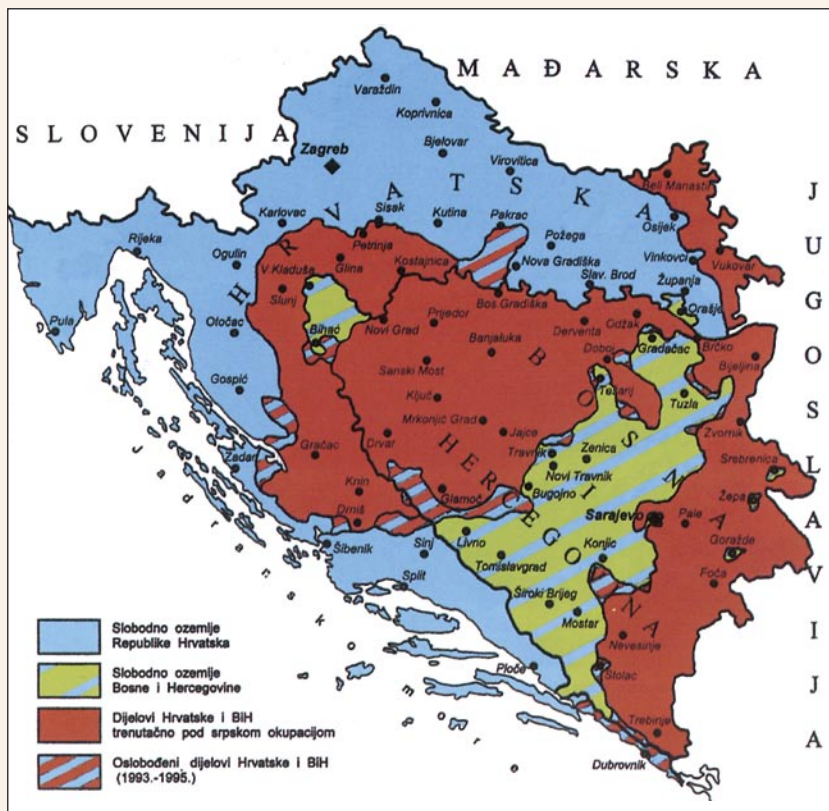 MAĐARSKA
SLOVENIJA
HRVATSKA
JUGOSLAVIJA
BOSNA I
HERCEGOVINA
Jadransko more
Varaždin
Koprivnica
Bjelovar
Zagreb
Virovitica
Beli Manastir
Rijeka
Karlovac
Sisak
Kutina
Pakrac
Osijek
Ogulin
Petrinja
Požega
Vinkovci
Vukovar
Glina
Kostajnica
Nova Gradiška
V.Kladuša
Slunj
Slav. Brod
Županja
Bos.Gradiška
Orašje
Pula
Otočac
Bihać
Novi Grad
Prijedor
Banjaluka
Derventa
Odžak
Doboj
Gradačac
Brčko
Bijeljina
Sanski Most
Gospić
Ključ
Tešanj
Tuzla
Mrkonjić Grad
Zvornik
Gračac
Drvar
Jajce
Travnik
Zenica
Zadar
Novi Travnik
Srebrenica
Knin
Glamoč
Bugojno
Žepa
Drniš
Sarajevo
Pale
Šibenik
Sinj
Livno
Konjic
Goražde
Split
Tomislavgrad
Foča
Široki Brijeg
Mostar
Nevesinje
Ploče
Stolac
Trebinje
Dubrovnik
Slobodno ozemlje
Republike Hrvatska
Slobodno ozemlje
Bosne i Hercegovine
Dijelovi Hrvatske i BiH
trenutačno pod srpskom okupacijom
Oslobođeni dijelovi Hrvatske i BiH
(1993.-1995.)